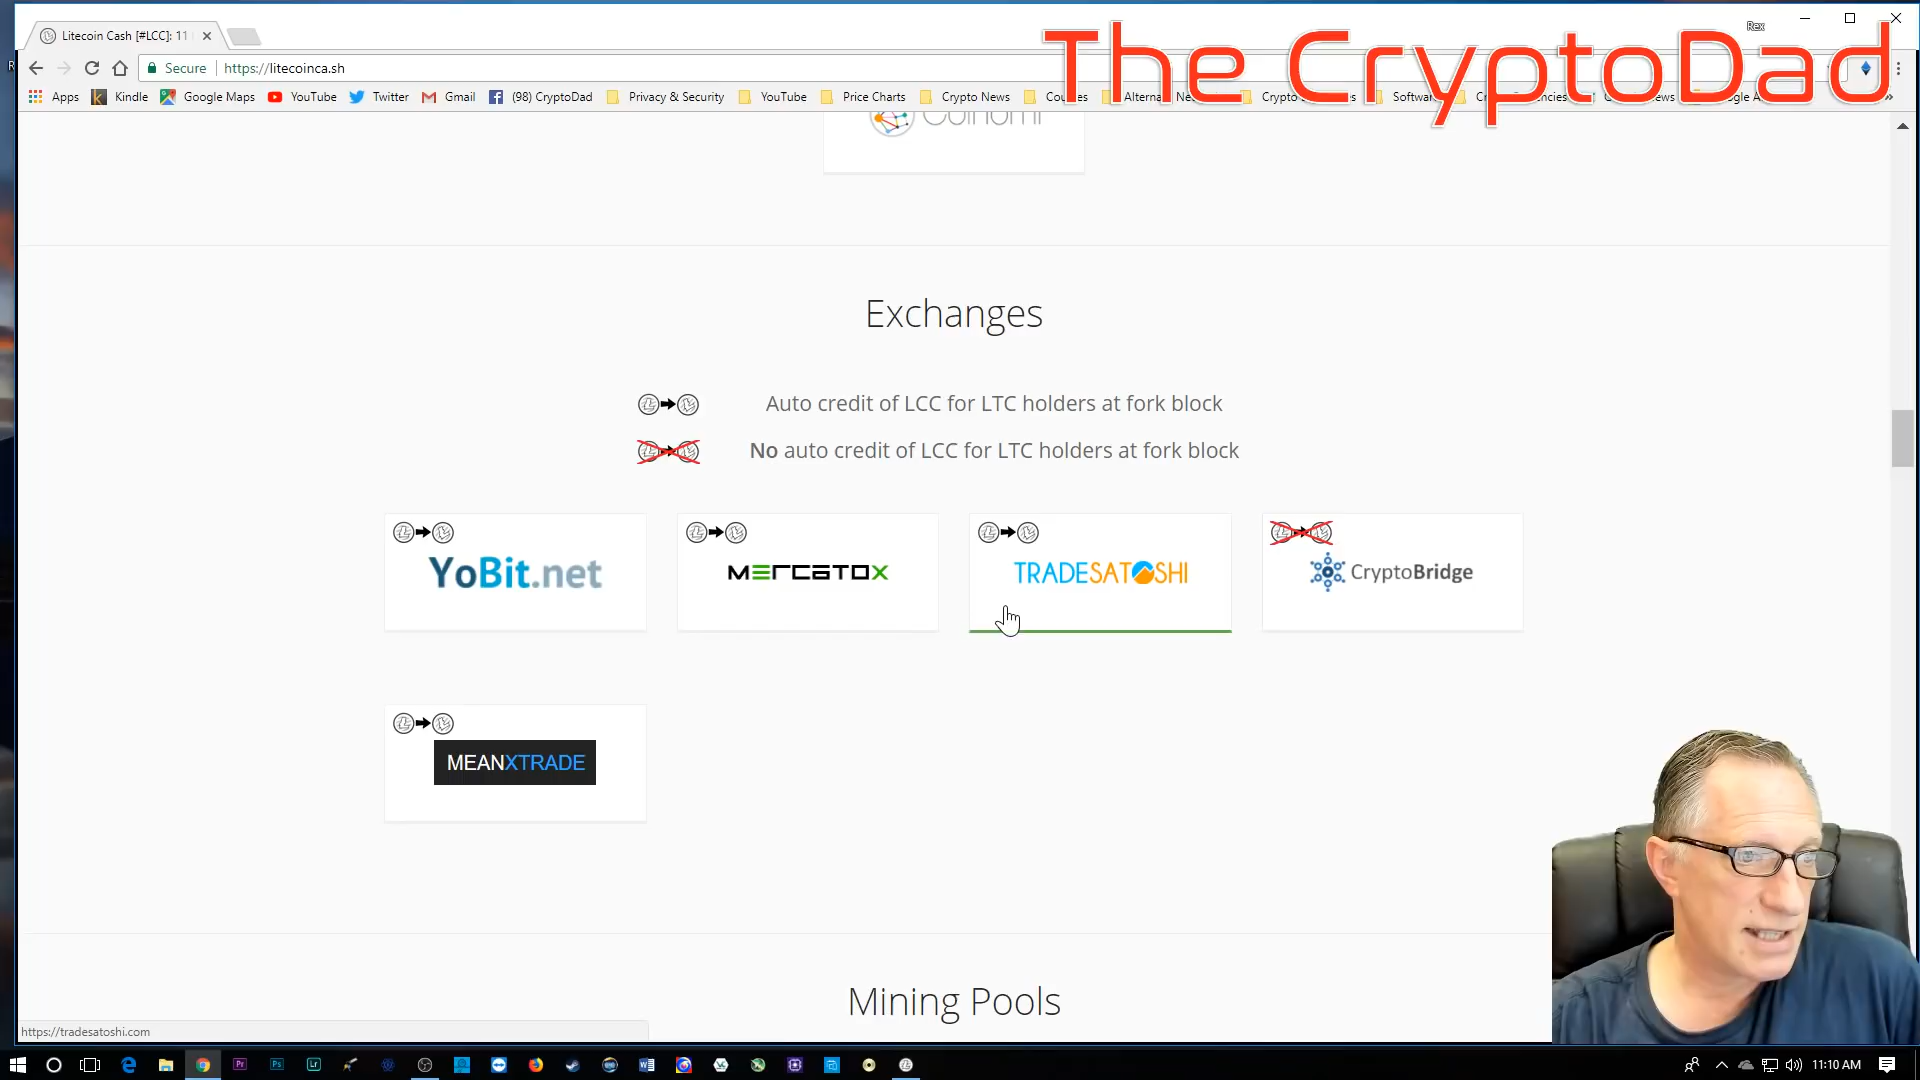 Litecoin Cash [#LCC]: 11
Rex
The CryptoDad
Secure
https://litecoinca.sh
Apps
Kindle
Google Maps
YouTube
Twitter
Gmail
(98) CryptoDad
Privacy & Security
YouTube
Price Charts
Crypto News
Coinomi
Exchanges
Auto credit of LCC for LTC holders at fork block
No auto credit of LCC for LTC holders at fork block
YoBit.net
MERCATOX
TRADESATOSHI
CryptoBridge
MEANXTRADE
Mining Pools
https://tradesatoshi.com
11:10 AM